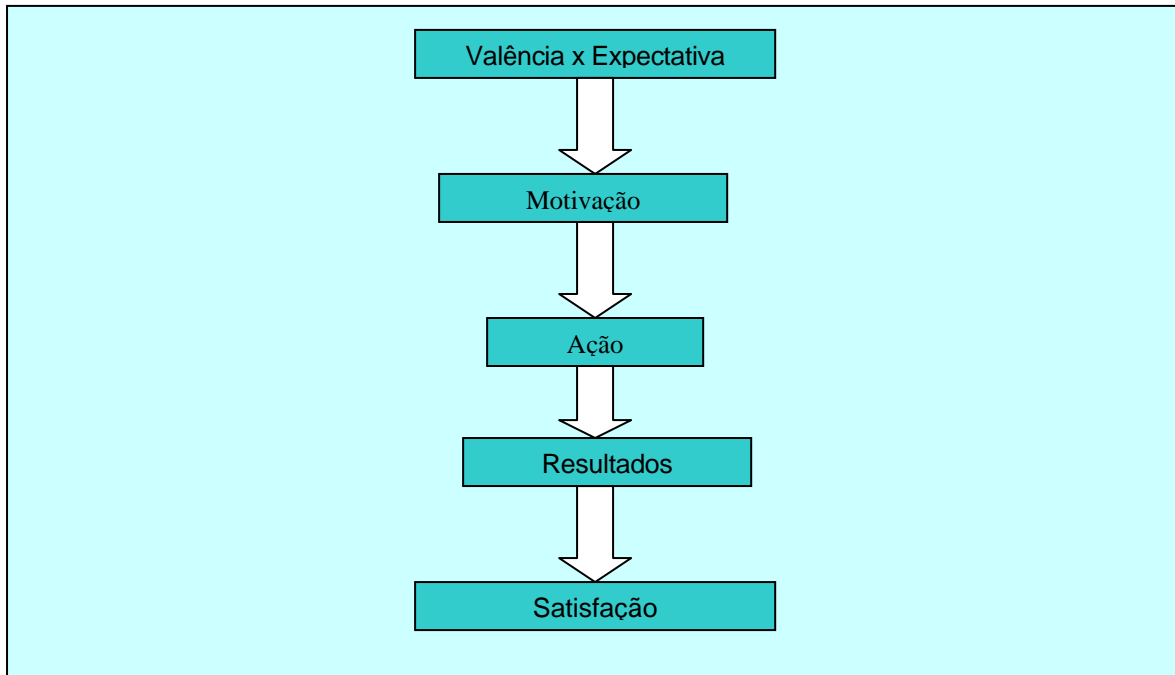 Valência x Expectativa
Motivação
Ação
Resultados
Satisfação